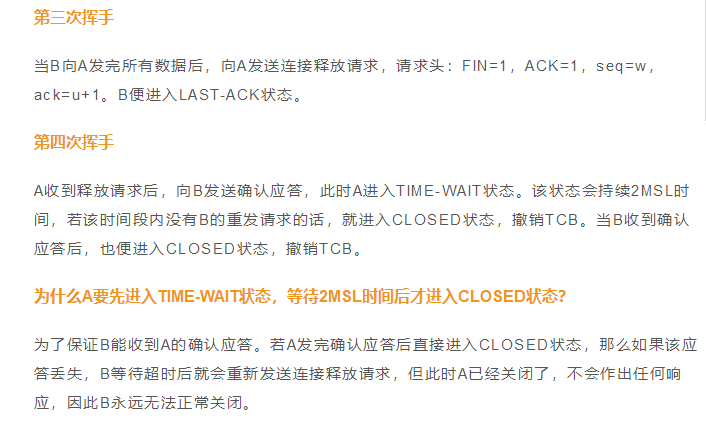 第三次挥手
当B向A发完所有数据后，向A发送连接释放请求，请求头：FIN=1，ACK=1，seq=w，
ack=u+1。B便进入LAST-ACK状态。
第四次挥手
A收到释放请求后，向B发送确认应答，此时A进入TIME-WAIT状态。该状态会持续2MSL时
间，若该时间段内没有B的重发请求的话，就进入CLOSED状态，撤销TCB。当B收到确认
应答后，也便进入CLOSED状态，撤销TCB。
为什么A要先进入TIME-WAIT状态，等待2MSL时间后才进入CLOSED状态？
为了保证B能收到A的确认应答。若A发完确认应答后直接进入CLOSED状态，那么如果该应
答丢失，B等待超时后就会重新发送连接释放请求，但此时A已经关闭了，不会作出任何响
应，因此B永远无法正常关闭。